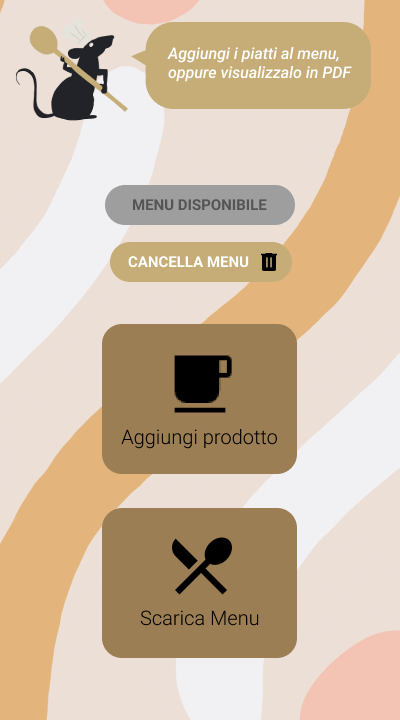 Aggiungi i piatti al menu,
oppure visualizzalo in PDF
MENU DISPONIBILE
CANCELLA MENU
Aggiungi prodotto
Scarica Menu